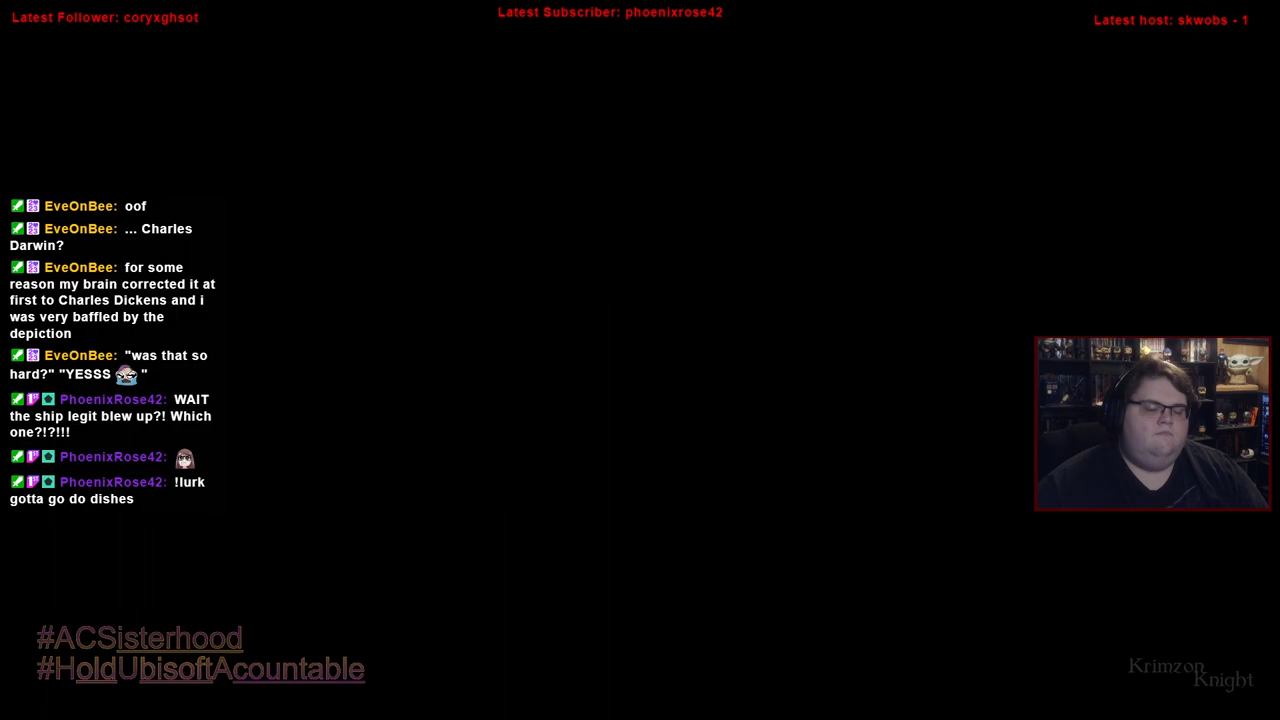 Latest Follower: coryxghsot
Latest Subscriber: phoenixrose42
Latest host: skwobs - 1
EveOnBee: oof
EveOnBee: ... Charles
Darwin?
EveOnBee: for some
reason my brain corrected it at
first to Charles Dickens and i
was very baffled by the
depiction
EveOnBee: "was that so
hard?" "YESSS "
PhoenixRose42: WAIT
the ship legit blew up?! Which
one?!?!!!
PhoenixRose42:
PhoenixRose42: !lurk
gotta go do dishes
#ACSisterhood
#HoldUbisoftAcountable
Krimzon
Knight